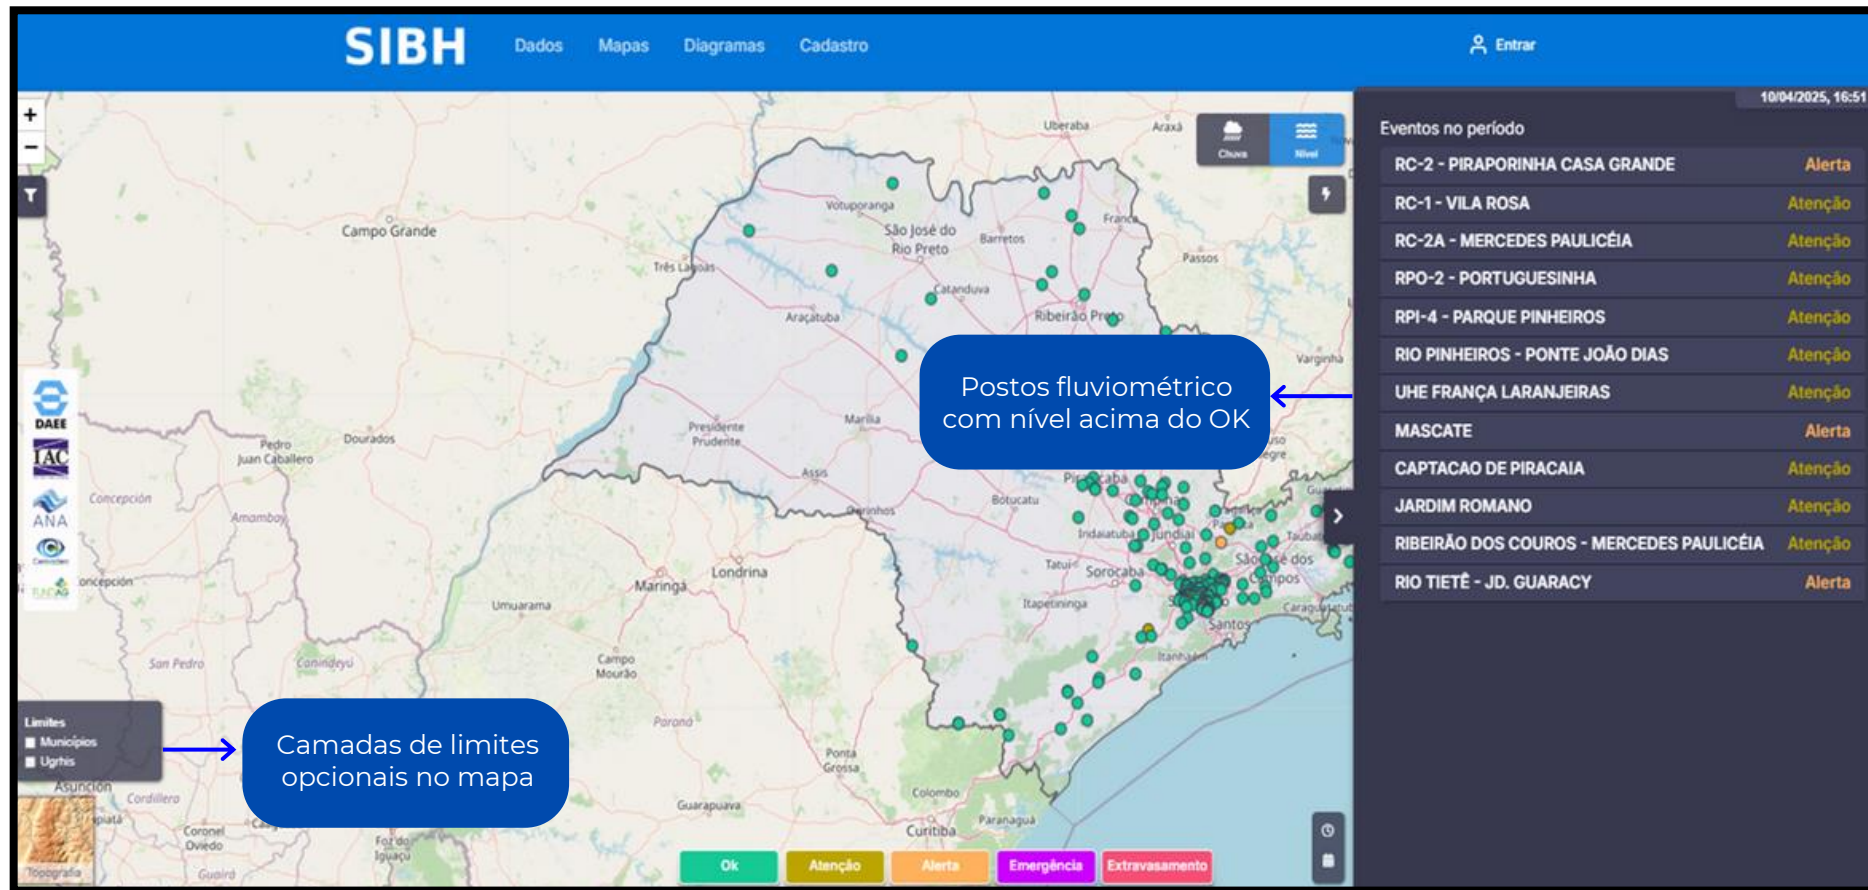 SIBH
Dados
Mapas
Diagramas
Cadastro
Entrar
10/04/2025, 16:51
+
−
Chuva
Nível
Eventos no período
RC-2 - PIRAPORINHA CASA GRANDE Alerta
RC-1 - VILA ROSA Atenção
RC-2A - MERCEDES PAULICÉIA Atenção
RPO-2 - PORTUGUESINHA Atenção
RPI-4 - PARQUE PINHEIROS Atenção
RIO PINHEIROS - PONTE JOÃO DIAS Atenção
UHE FRANÇA LARANJEIRAS Atenção
MASCATE Alerta
CAPTACAO DE PIRACAIA Atenção
JARDIM ROMANO Atenção
RIBEIRÃO DOS COUROS - MERCEDES PAULICÉIA Atenção
RIO TIETÊ - JD. GUARACY Alerta
Uberaba
Araxá
Votuporanga
São José do
Rio Preto
Barretos
Franca
Passos
Campo Grande
Três Lagoas
Catanduva
Araçatuba
Ribeirão Preto
Varginha
Postos fluviométrico
com nível acima do OK
DAEE
IAC
ANA
Cemaden
FUNDAG
Pedro
Juan Caballero
Dourados
Presidente
Prudente
Marília
Assis
Ourinhos
Botucatu
Concepción
Amambay
Indaiatuba
Jundiaí
Tatuí
Sorocaba
São José dos
Campos
Itapetininga
Santos
Itanhaém
Londrina
Maringá
Umuarama
Campo
Mourão
San Pedro
Canindeyú
Paraná
Ponta
Grossa
Limites
Municípios
Ugrhis
Camadas de limites
opcionais no mapa
Asunción
Cordillera
Coronel
Oviedo
Guairá
Foz do
Iguaçu
Guarapuava
Colombo
Curitiba
Paranaguá
Topografia
Ok
Atenção
Alerta
Emergência
Extravasamento